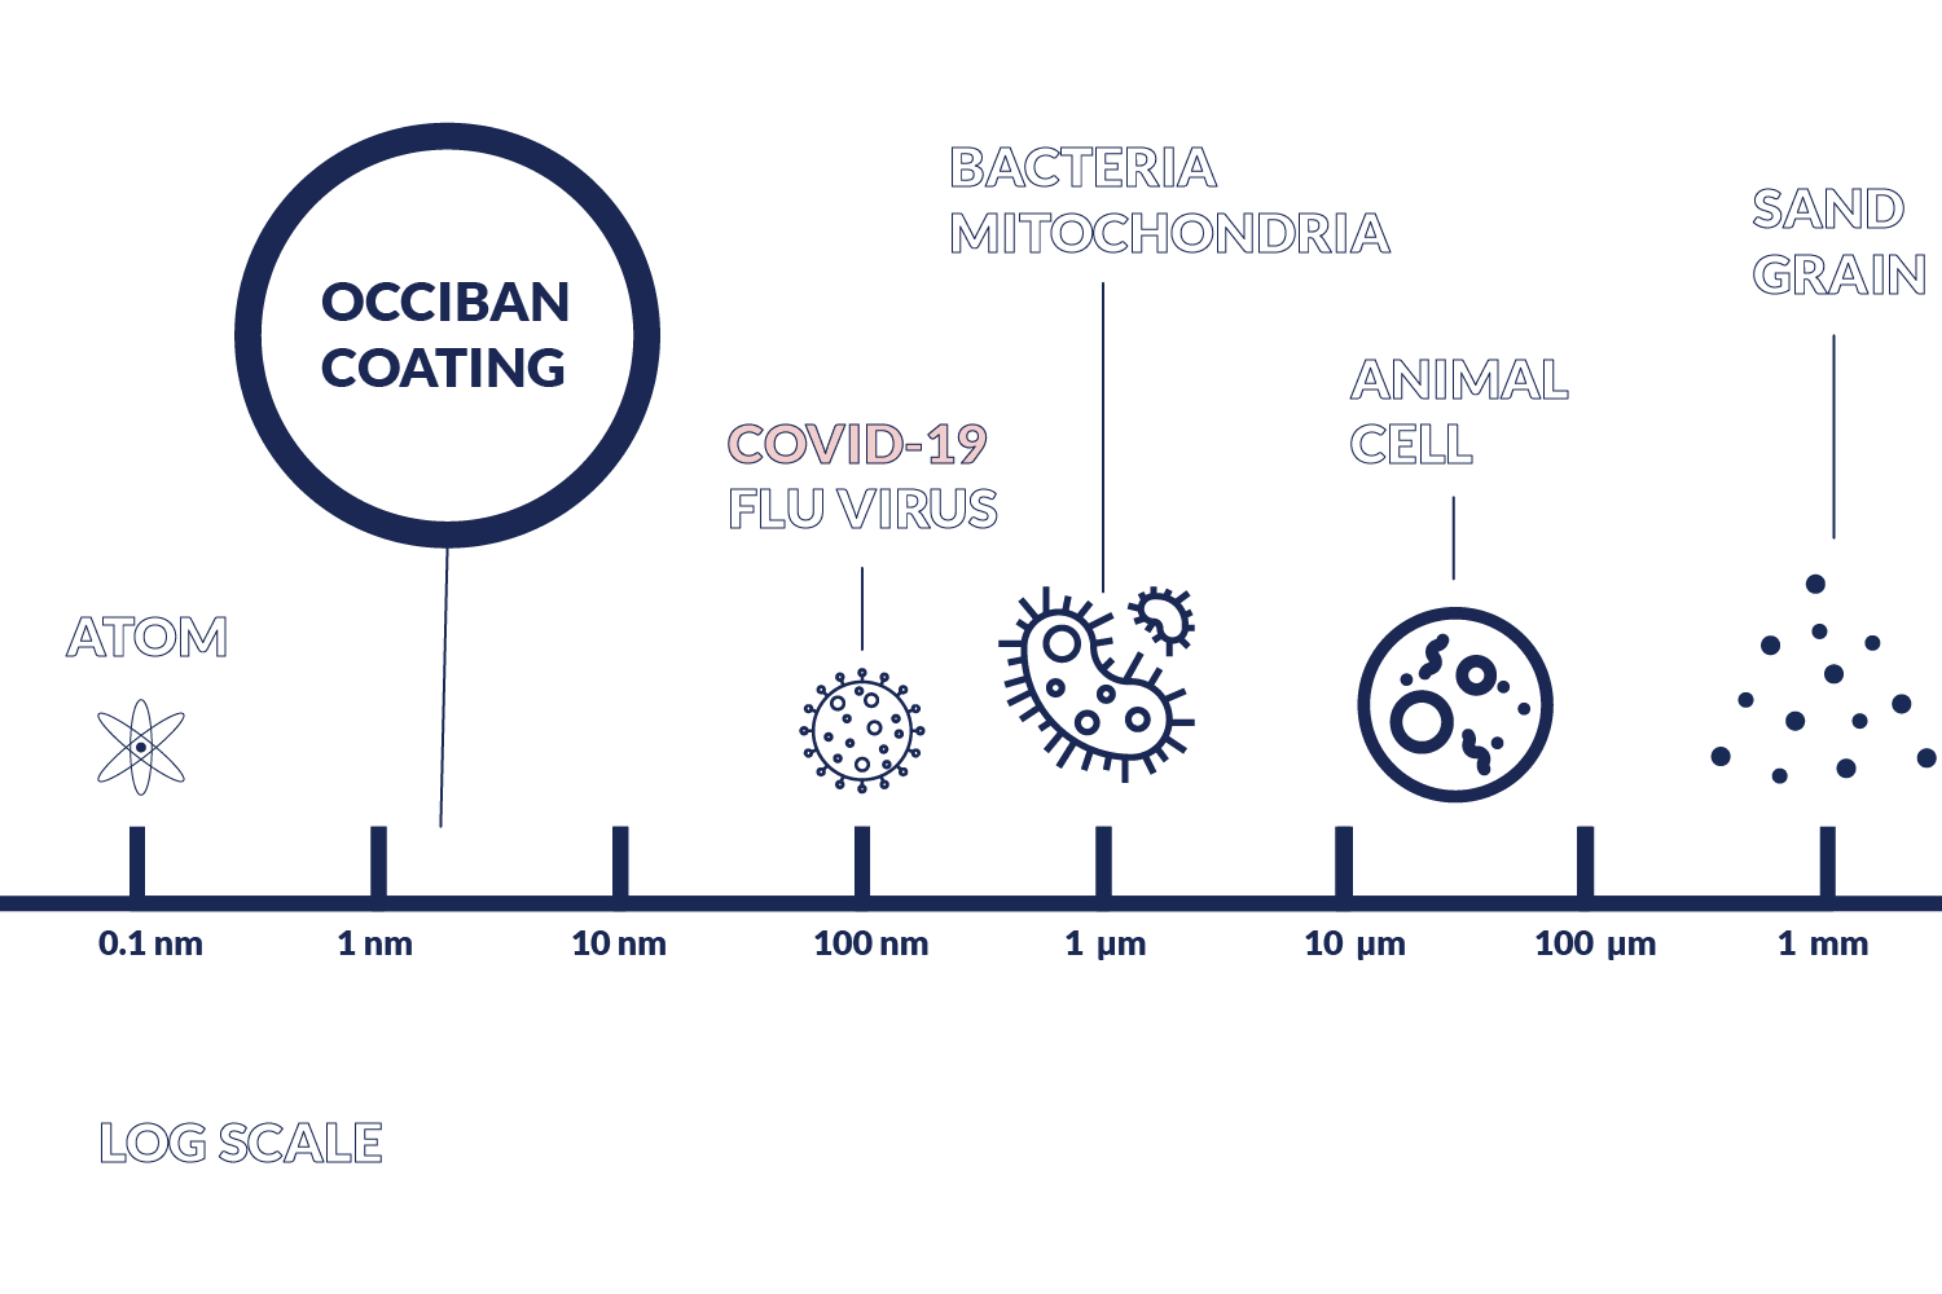 OCCIBAN
COATING
BACTERIA
MITOCHONDRIA
SAND
GRAIN
ANIMAL
CELL
COVID-19
FLU VIRUS
ATOM
0.1 nm
1 nm
10 nm
100 nm
1 µm
10 µm
100 µm
1 mm
LOG SCALE